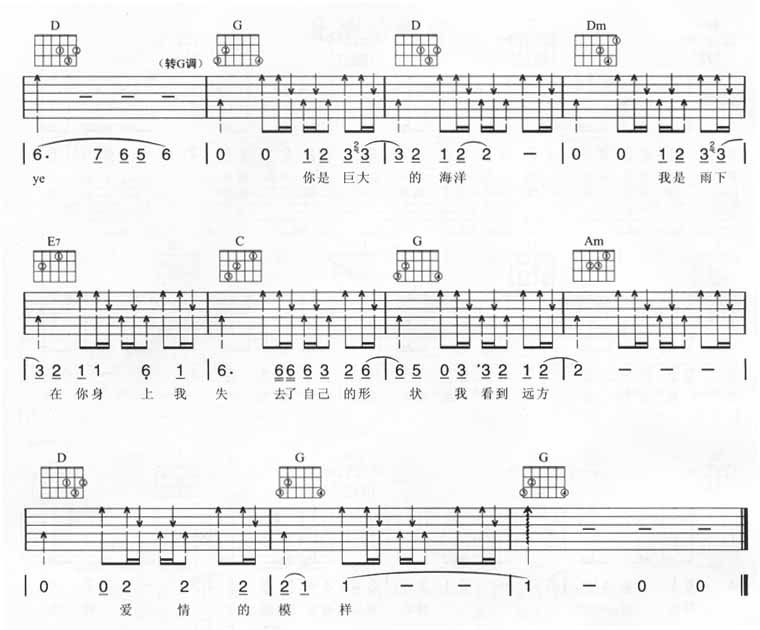 D G D Dm
（转G调）
6· 7 6 5 6 | 0 0 1 2 3 2 3 | 3 2 1 2 2 — | 0 0 1 2 3 2 3
ye 你是 巨大 的 海洋 我是 雨下
E7 C G Am
3 2 1 1 6 1 | 6· 6 6 6 3 2 6 | 6 5 0 3 ·3 2 1 2 | 2 — — —
在你身 上我 失 去了自己的形 状 我看到远方
D G G
0 0 2 2 2 | 2 1 1 | 1 0 0 0
爱 情 的 模 样